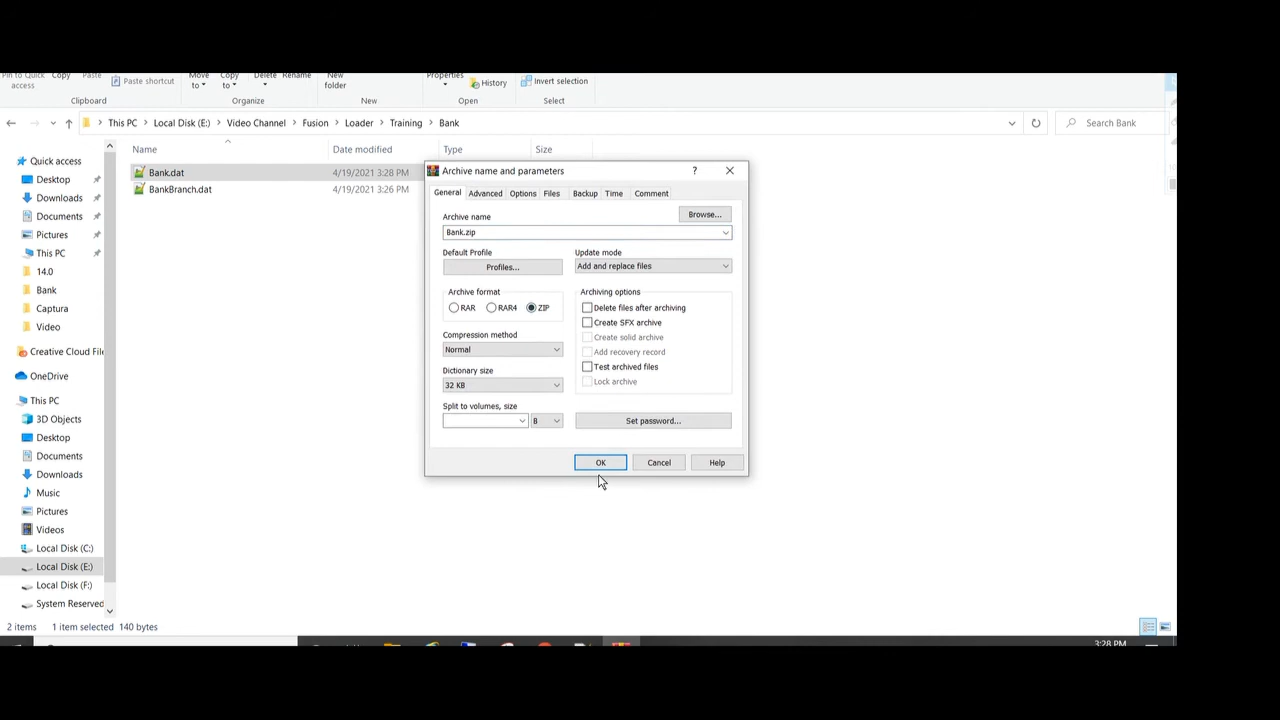 Pin to Quick access
Copy
Paste
Paste shortcut
Move to
Copy to
Delete
Rename
New folder
Properties
History
Invert selection
Clipboard
Organize
New
Open
Select
This PC
Local Disk (E:)
Video Channel
Fusion
Loader
Training
Bank
Search Bank
Name
Date modified
Type
Size
Bank.dat
4/19/2021 3:28 PM
BankBranch.dat
4/19/2021 3:26 PM
Quick access
Desktop
Downloads
Documents
Pictures
This PC
14.0
Bank
Captura
Video
Creative Cloud File
OneDrive
This PC
3D Objects
Desktop
Documents
Downloads
Music
Pictures
Videos
Local Disk (C:)
Local Disk (E:)
Local Disk (F:)
System Reserved
Archive name and parameters
?
General
Advanced
Options
Files
Backup
Time
Comment
Archive name
Browse...
Bank.zip
Default Profile
Profiles...
Update mode
Add and replace files
Archive format
RAR
RAR4
ZIP
Archiving options
Delete files after archiving
Create SFX archive
Create solid archive
Add recovery record
Test archived files
Lock archive
Compression method
Normal
Dictionary size
32 KB
Split to volumes, size
B
Set password...
OK
Cancel
Help
2 items
1 item selected
140 bytes
3:28 PM